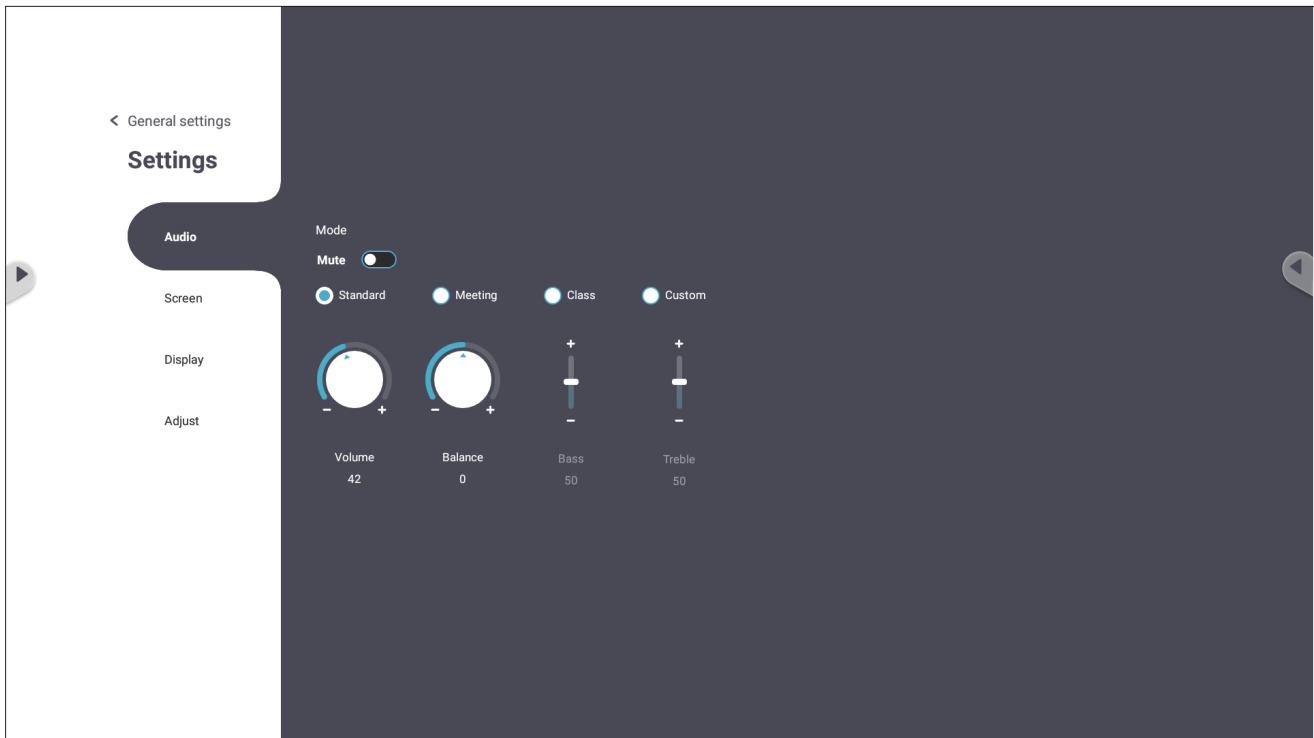 General settings
Settings
Audio
Screen
Display
Adjust
Mode
Mute
Standard Meeting Class Custom
+ +
- + - + - -
Volume Balance Bass Treble
42 0 50 50